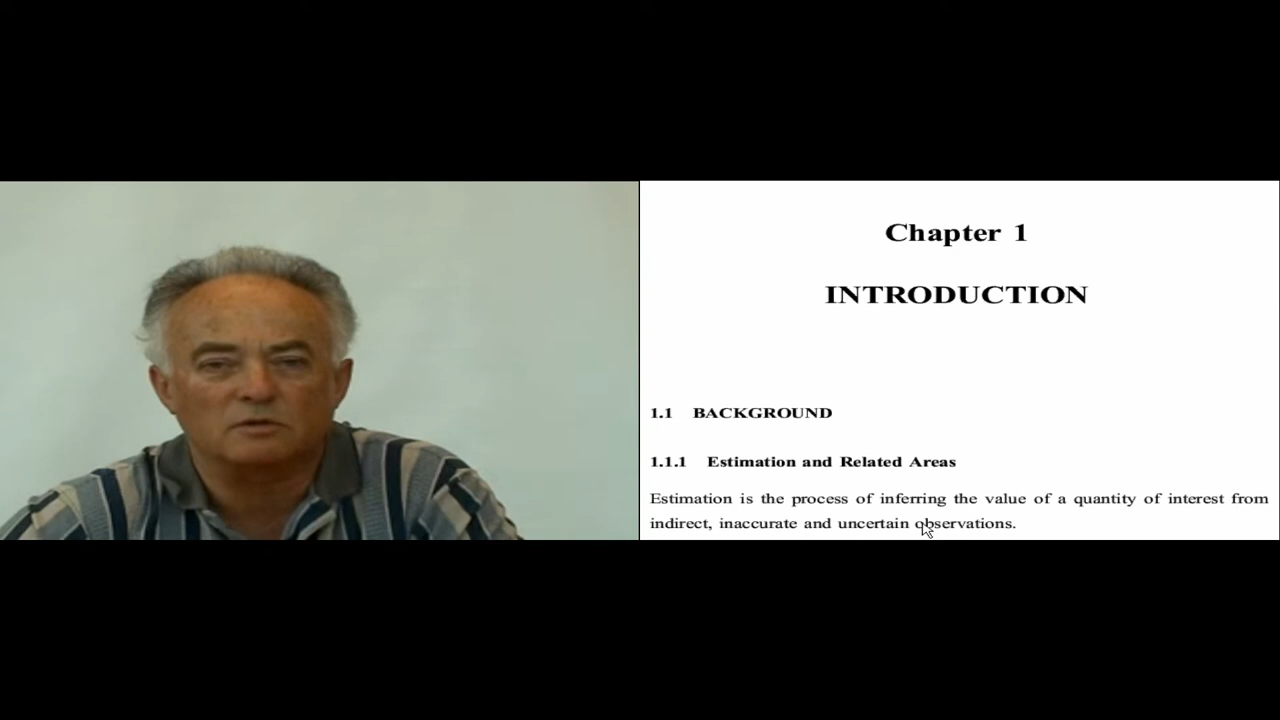 Chapter 1
INTRODUCTION
1.1 BACKGROUND
1.1.1 Estimation and Related Areas
Estimation is the process of inferring the value of a quantity of interest from
indirect, inaccurate and uncertain observations.